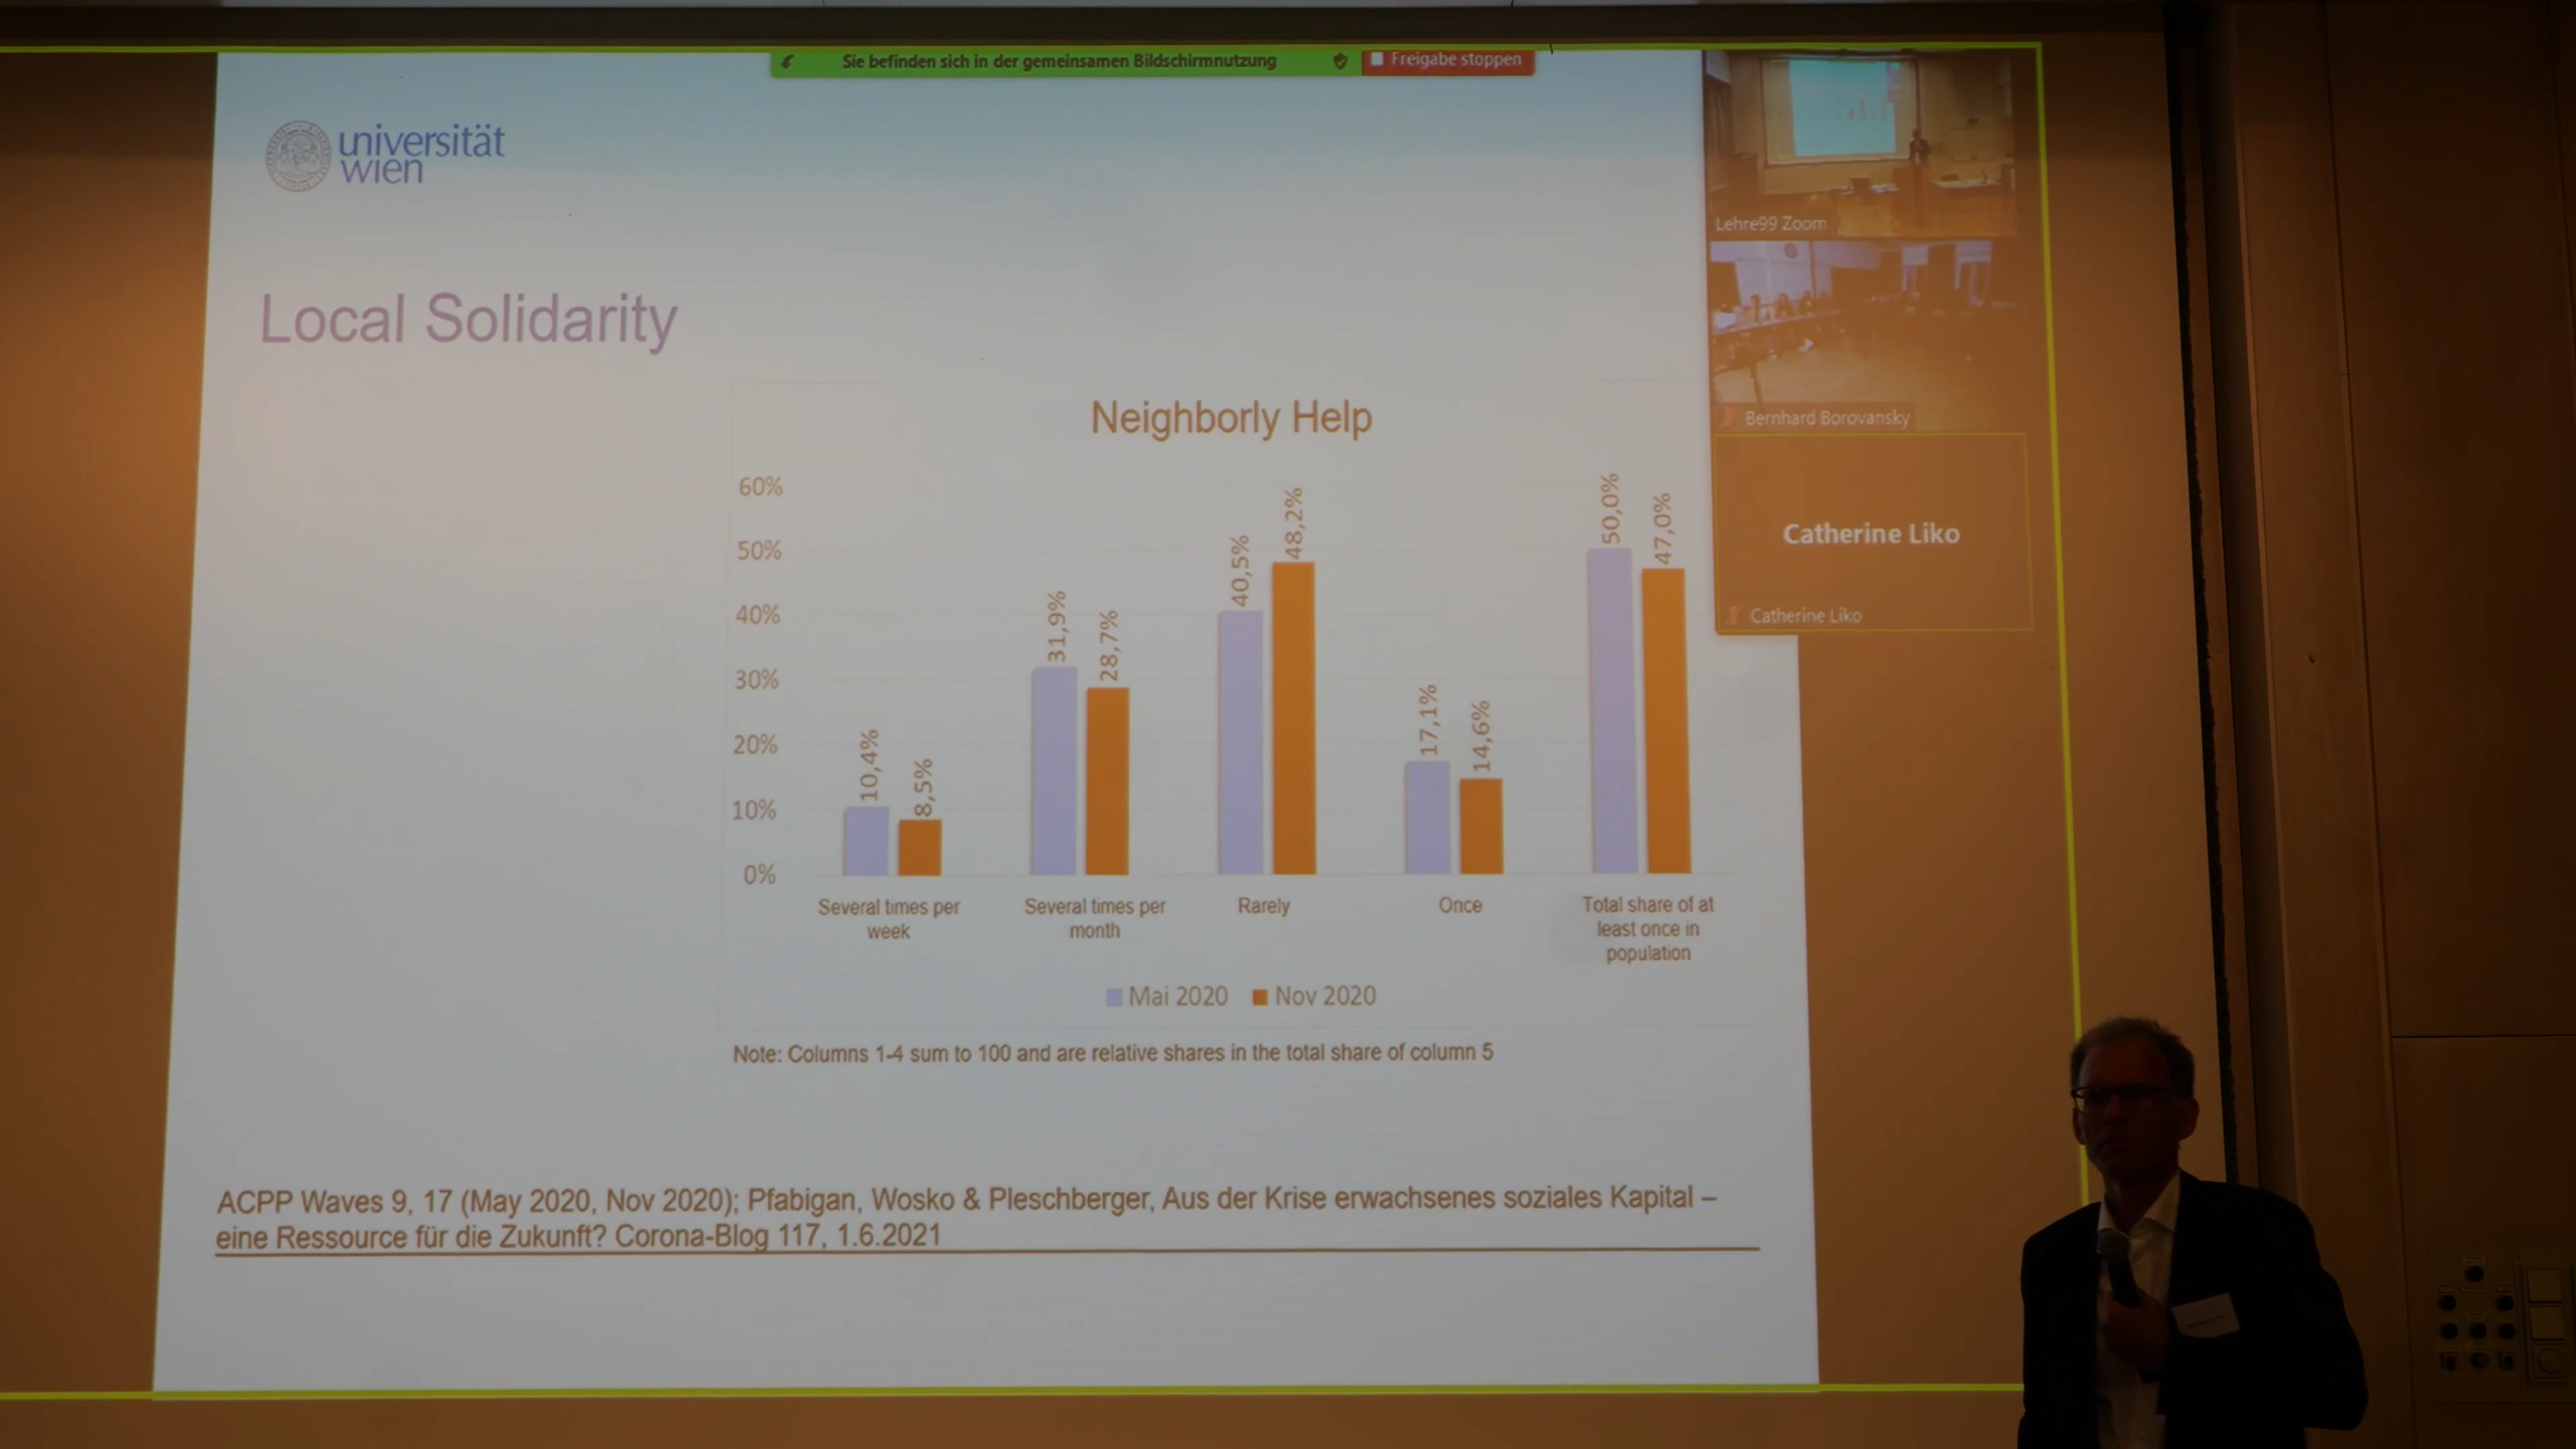 Sie befinden sich in der gemeinsamen Bildschirmnutzung
Freigabe stoppen
universität
wien
Lehre99 Zoom
Bernhard Borovansky
Catherine Liko
Catherine Liko
Local Solidarity
Neighborly Help
60%
50%
40%
30%
20%
10%
0%
10,4%
8,5%
31,9%
28,7%
40,5%
48,2%
17,1%
14,6%
50,0%
47,0%
Several times per
week
Several times per
month
Rarely
Once
Total share of at
least once in
population
Mai 2020
Nov 2020
Note: Columns 1-4 sum to 100 and are relative shares in the total share of column 5
ACPP Waves 9, 17 (May 2020, Nov 2020); Pfabigan, Wosko & Pleschberger, Aus der Krise erwachsenes soziales Kapital –
eine Ressource für die Zukunft? Corona-Blog 117, 1.6.2021